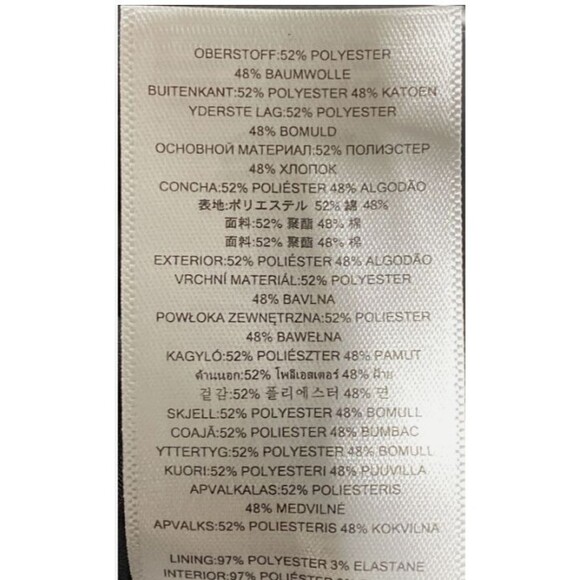 OBERSTOFF:52% POLYESTER
48% BAUMWOLLE
BUITENKANT:52% POLYESTER 48% KATOEN
YDERSTE LAG:52% POLYESTER
48% BOMULD
ОСНОВНОЙ МАТЕРИАЛ:52% ПОЛИЭСТЕР
48% ХЛОПОК
CONCHA:52% POLIÉSTER 48% ALGODÃO
表地:ポリエステル 52% 綿 48%
面料:52% 聚酯 48% 棉
面料:52% 聚酯 48% 棉
EXTERIOR:52% POLIÉSTER 48% ALGODÃO
VRCHNÍ MATERIÁL:52% POLYESTER
48% BAVLNA
POWŁOKA ZEWNĘTRZNA:52% POLIESTER
48% BAWEŁNA
KAGYLÓ:52% POLIÉSZTER 48% PAMUT
ด้านนอก:52% โพลิเอสเตอร์ 48% ฝ้าย
겉감:52% 폴리에스터 48% 면
SKJELL:52% POLYESTER 48% BOMULL
COAJĂ:52% POLIESTER 48% BUMBAC
YTTERTYG:52% POLYESTER 48% BOMULL
KUORI:52% POLYESTERI 48% PUUVILLA
APVALKALAS:52% POLIESTERIS
48% MEDVILNĖ
APVALKS:52% POLIESTERIS 48% KOKVILNA
LINING:97% POLYESTER 3% ELASTANE
INTERIOR:97% POLIÉSTER